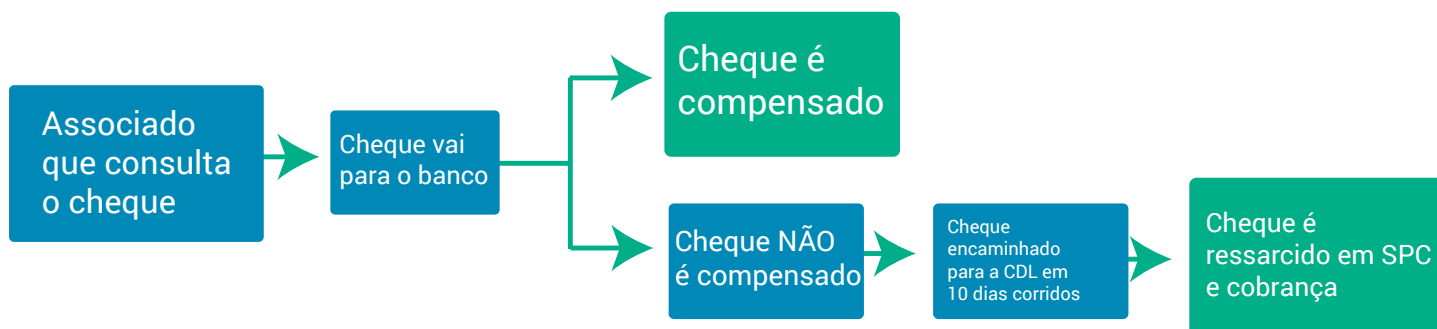 Associado
que consulta
o cheque
Cheque vai
para o banco
Cheque é
compensado
Cheque NÃO
é compensado
Cheque
encaminhado
para a CDL em
10 dias corridos
Cheque é
ressarcido em SPC
e cobrança